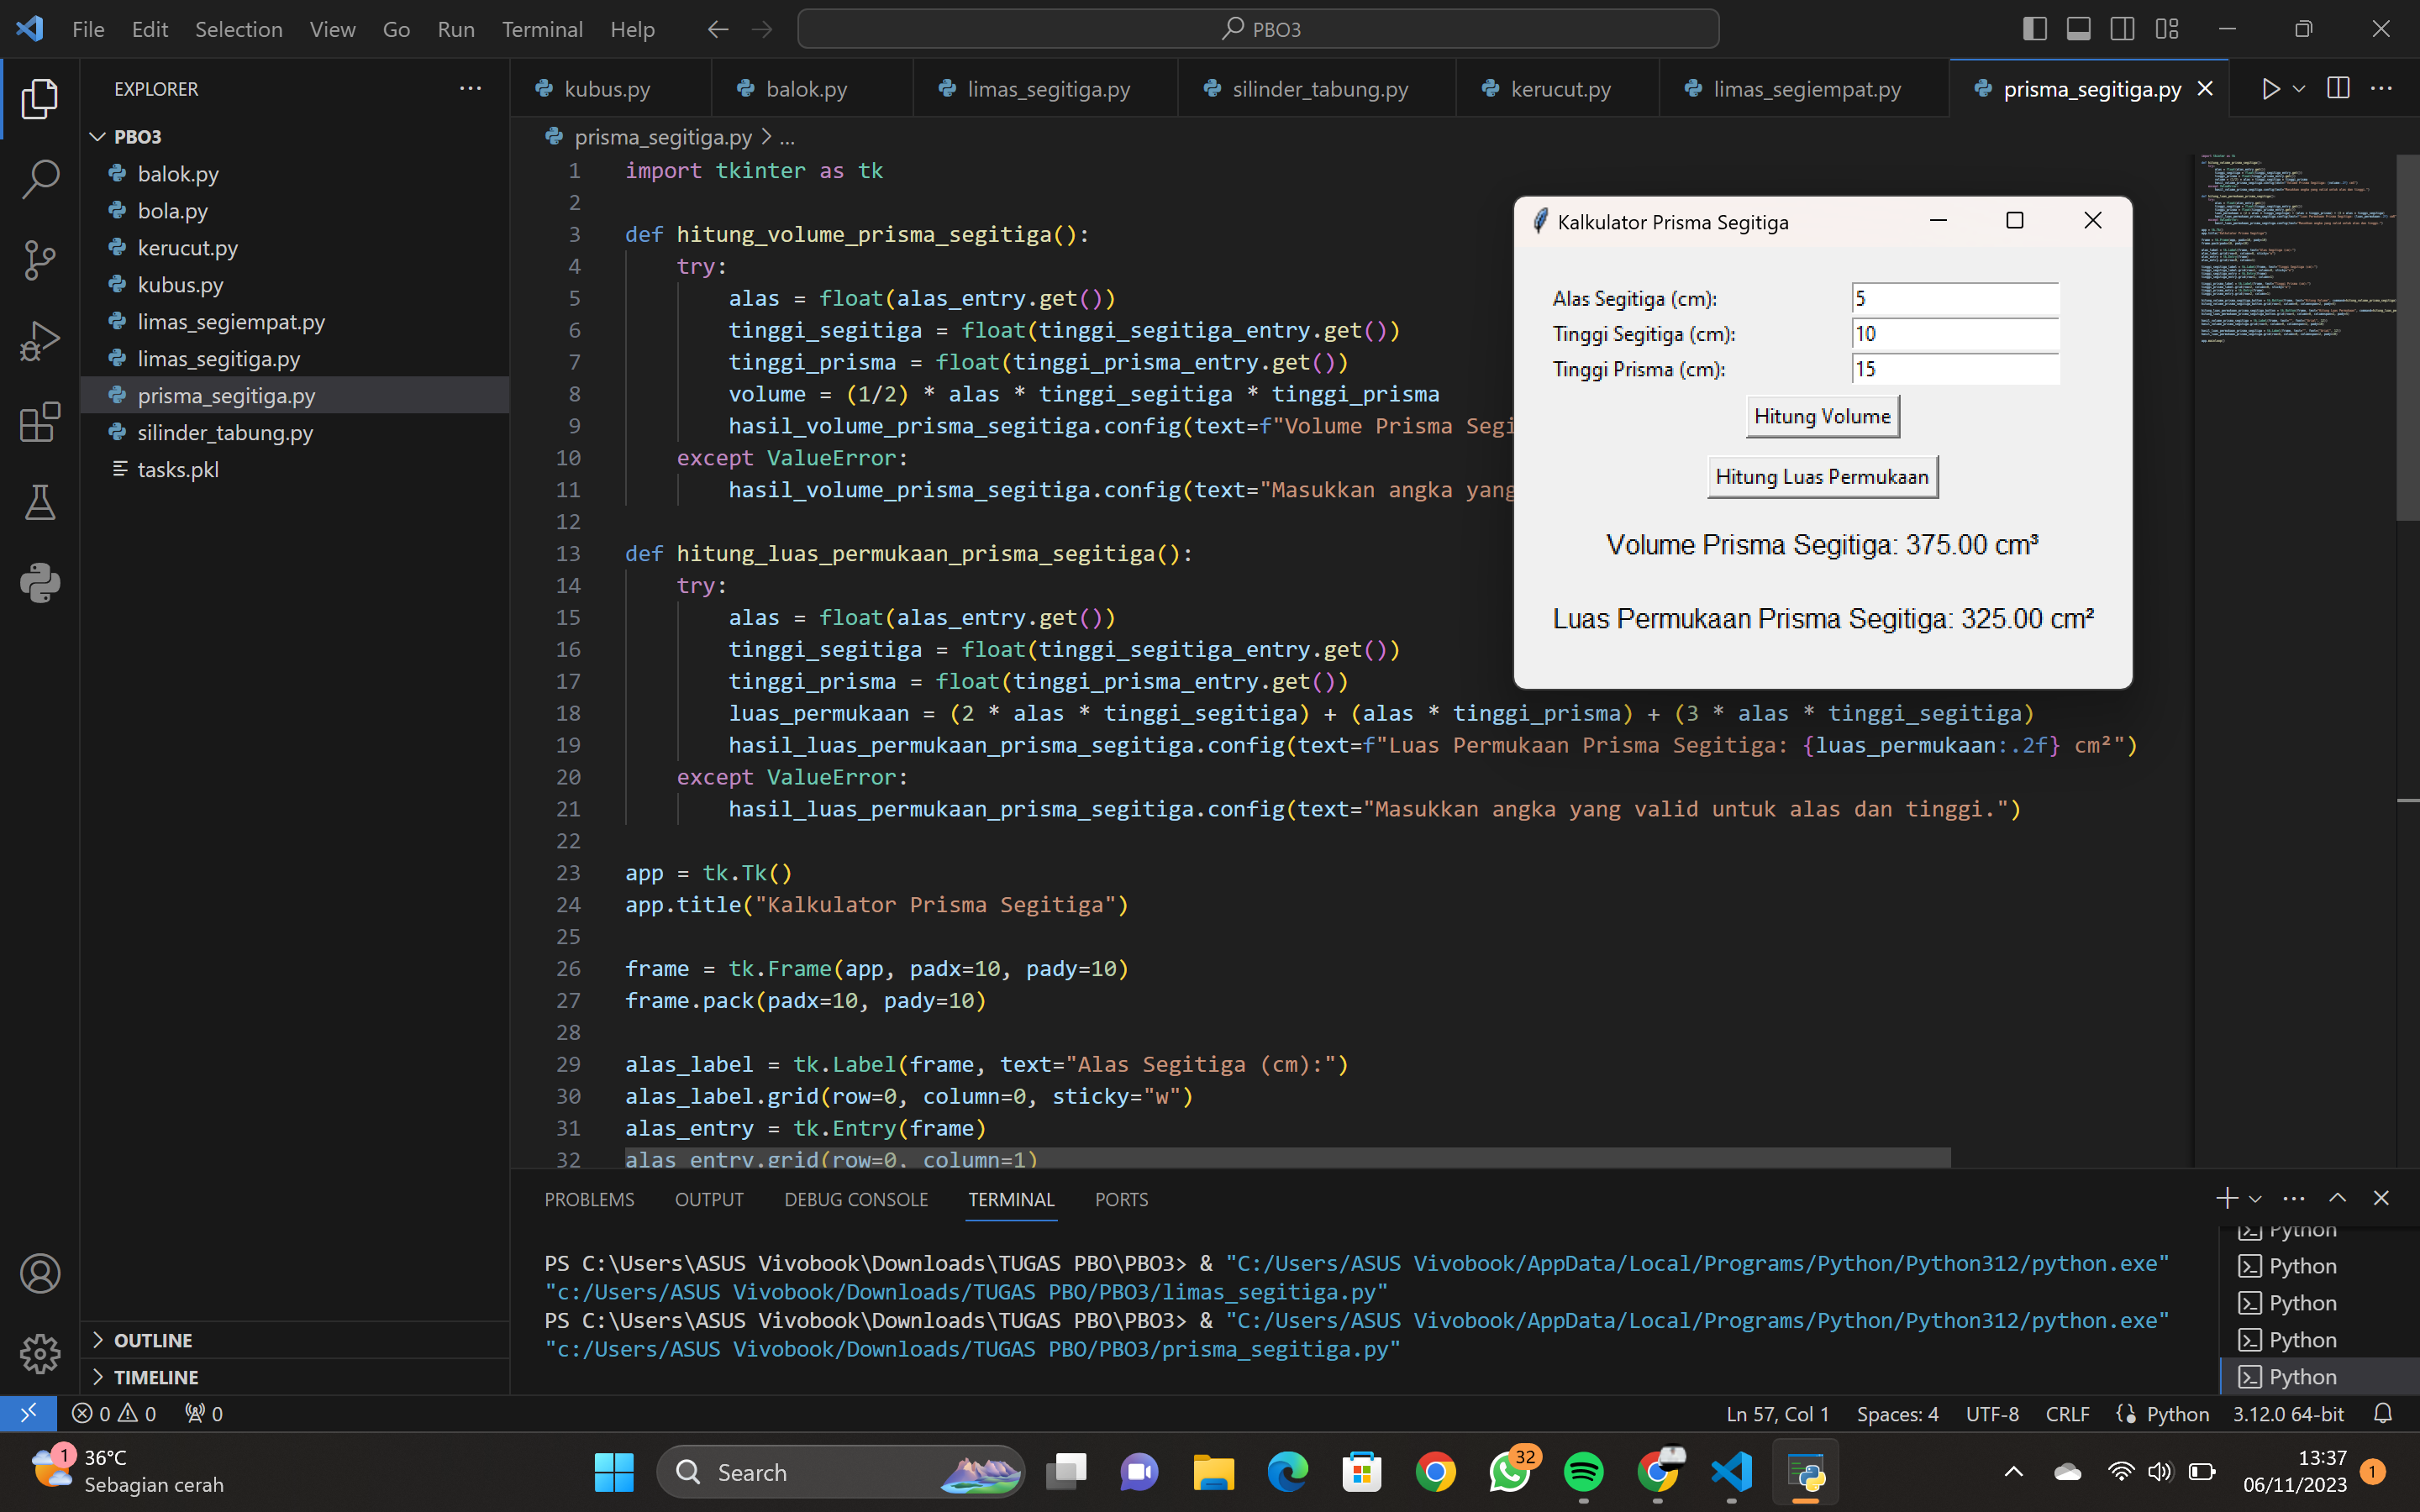 File Edit Selection View Go Run Terminal Help
PBO3
EXPLORER
PBO3
balok.py
bola.py
kerucut.py
kubus.py
limas_segiempat.py
limas_segitiga.py
prisma_segitiga.py
silinder_tabung.py
tasks.pkl
OUTLINE
TIMELINE
kubus.py balok.py limas_segitiga.py silinder_tabung.py kerucut.py limas_segiempat.py prisma_segitiga.py
prisma_segitiga.py > ...
1 import tkinter as tk
2
3 def hitung_volume_prisma_segitiga():
4 try:
5 alas = float(alas_entry.get())
6 tinggi_segitiga = float(tinggi_segitiga_entry.get())
7 tinggi_prisma = float(tinggi_prisma_entry.get())
8 volume = (1/2) * alas * tinggi_segitiga * tinggi_prisma
9 hasil_volume_prisma_segitiga.config(text=f"Volume Prisma Segi
10 except ValueError:
11 hasil_volume_prisma_segitiga.config(text="Masukkan angka yang
12
13 def hitung_luas_permukaan_prisma_segitiga():
14 try:
15 alas = float(alas_entry.get())
16 tinggi_segitiga = float(tinggi_segitiga_entry.get())
17 tinggi_prisma = float(tinggi_prisma_entry.get())
18 luas_permukaan = (2 * alas * tinggi_segitiga) + (alas * tinggi_prisma) + (3 * alas * tinggi_segitiga)
19 hasil_luas_permukaan_prisma_segitiga.config(text=f"Luas Permukaan Prisma Segitiga: {luas_permukaan:.2f} cm²")
20 except ValueError:
21 hasil_luas_permukaan_prisma_segitiga.config(text="Masukkan angka yang valid untuk alas dan tinggi.")
22
23 app = tk.Tk()
24 app.title("Kalkulator Prisma Segitiga")
25
26 frame = tk.Frame(app, padx=10, pady=10)
27 frame.pack(padx=10, pady=10)
28
29 alas_label = tk.Label(frame, text="Alas Segitiga (cm):")
30 alas_label.grid(row=0, column=0, sticky="w")
31 alas_entry = tk.Entry(frame)
32 alas_entry.grid(row=0, column=1)
Kalkulator Prisma Segitiga
Alas Segitiga (cm): 5
Tinggi Segitiga (cm): 10
Tinggi Prisma (cm): 15
Hitung Volume
Hitung Luas Permukaan
Volume Prisma Segitiga: 375.00 cm³
Luas Permukaan Prisma Segitiga: 325.00 cm²
PROBLEMS OUTPUT DEBUG CONSOLE TERMINAL PORTS
PS C:\Users\ASUS Vivobook\Downloads\TUGAS PBO\PBO3> & "C:/Users/ASUS Vivobook/AppData/Local/Programs/Python/Python312/python.exe"
"c:/Users/ASUS Vivobook/Downloads/TUGAS PBO/PBO3/limas_segitiga.py"
PS C:\Users\ASUS Vivobook\Downloads\TUGAS PBO\PBO3> & "C:/Users/ASUS Vivobook/AppData/Local/Programs/Python/Python312/python.exe"
"c:/Users/ASUS Vivobook/Downloads/TUGAS PBO/PBO3/prisma_segitiga.py"
Python
Python
Python
Python
Python
0 0 0
Ln 57, Col 1 Spaces: 4 UTF-8 CRLF Python 3.12.0 64-bit
1
36°C
Sebagian cerah
Search
32
13:37
06/11/2023
1